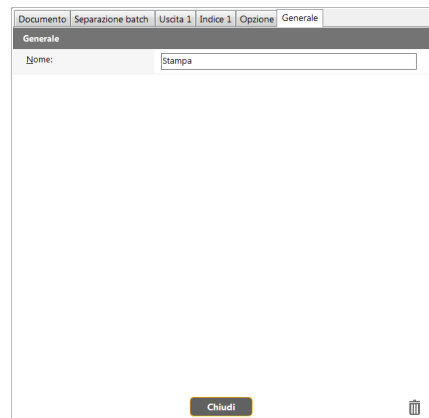 Documento Separazione batch Uscita 1 Indice 1 Opzione Generale
Generale
Nome: Stampa
Chiudi